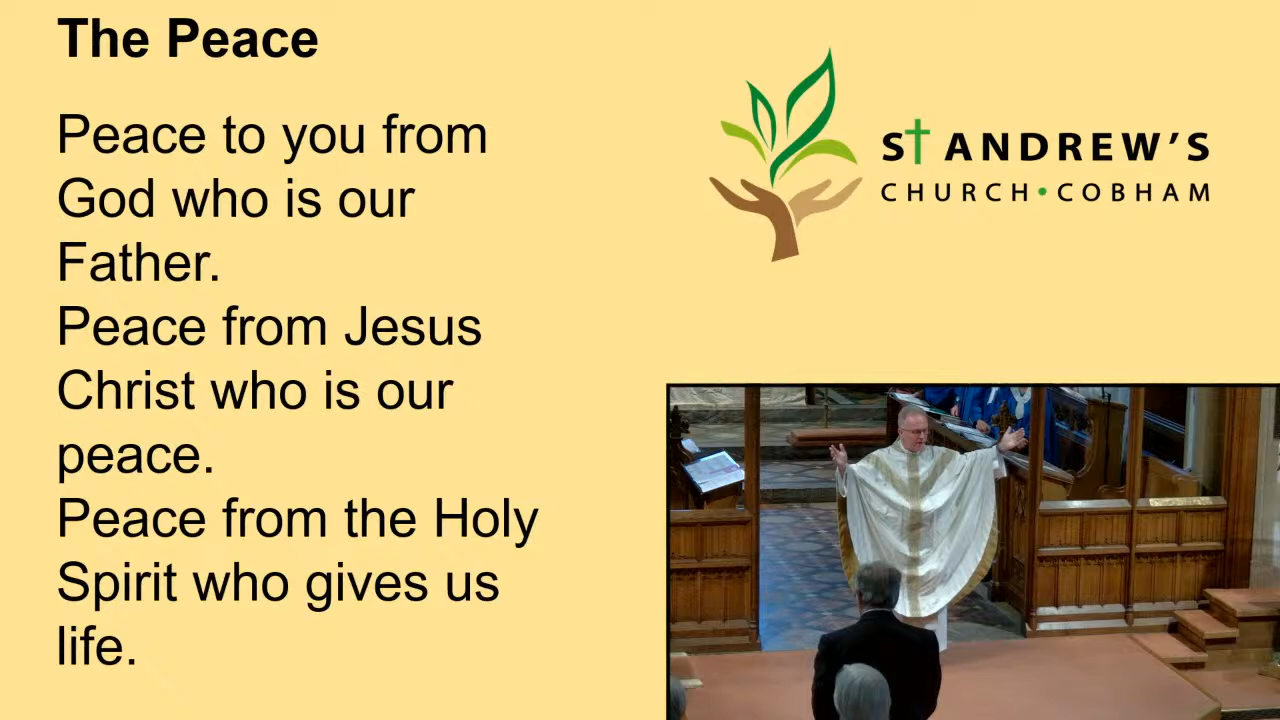 The Peace
Peace to you from
God who is our
Father.
Peace from Jesus
Christ who is our
peace.
Peace from the Holy
Spirit who gives us
life.
ST ANDREW'S
CHURCH•COBHAM